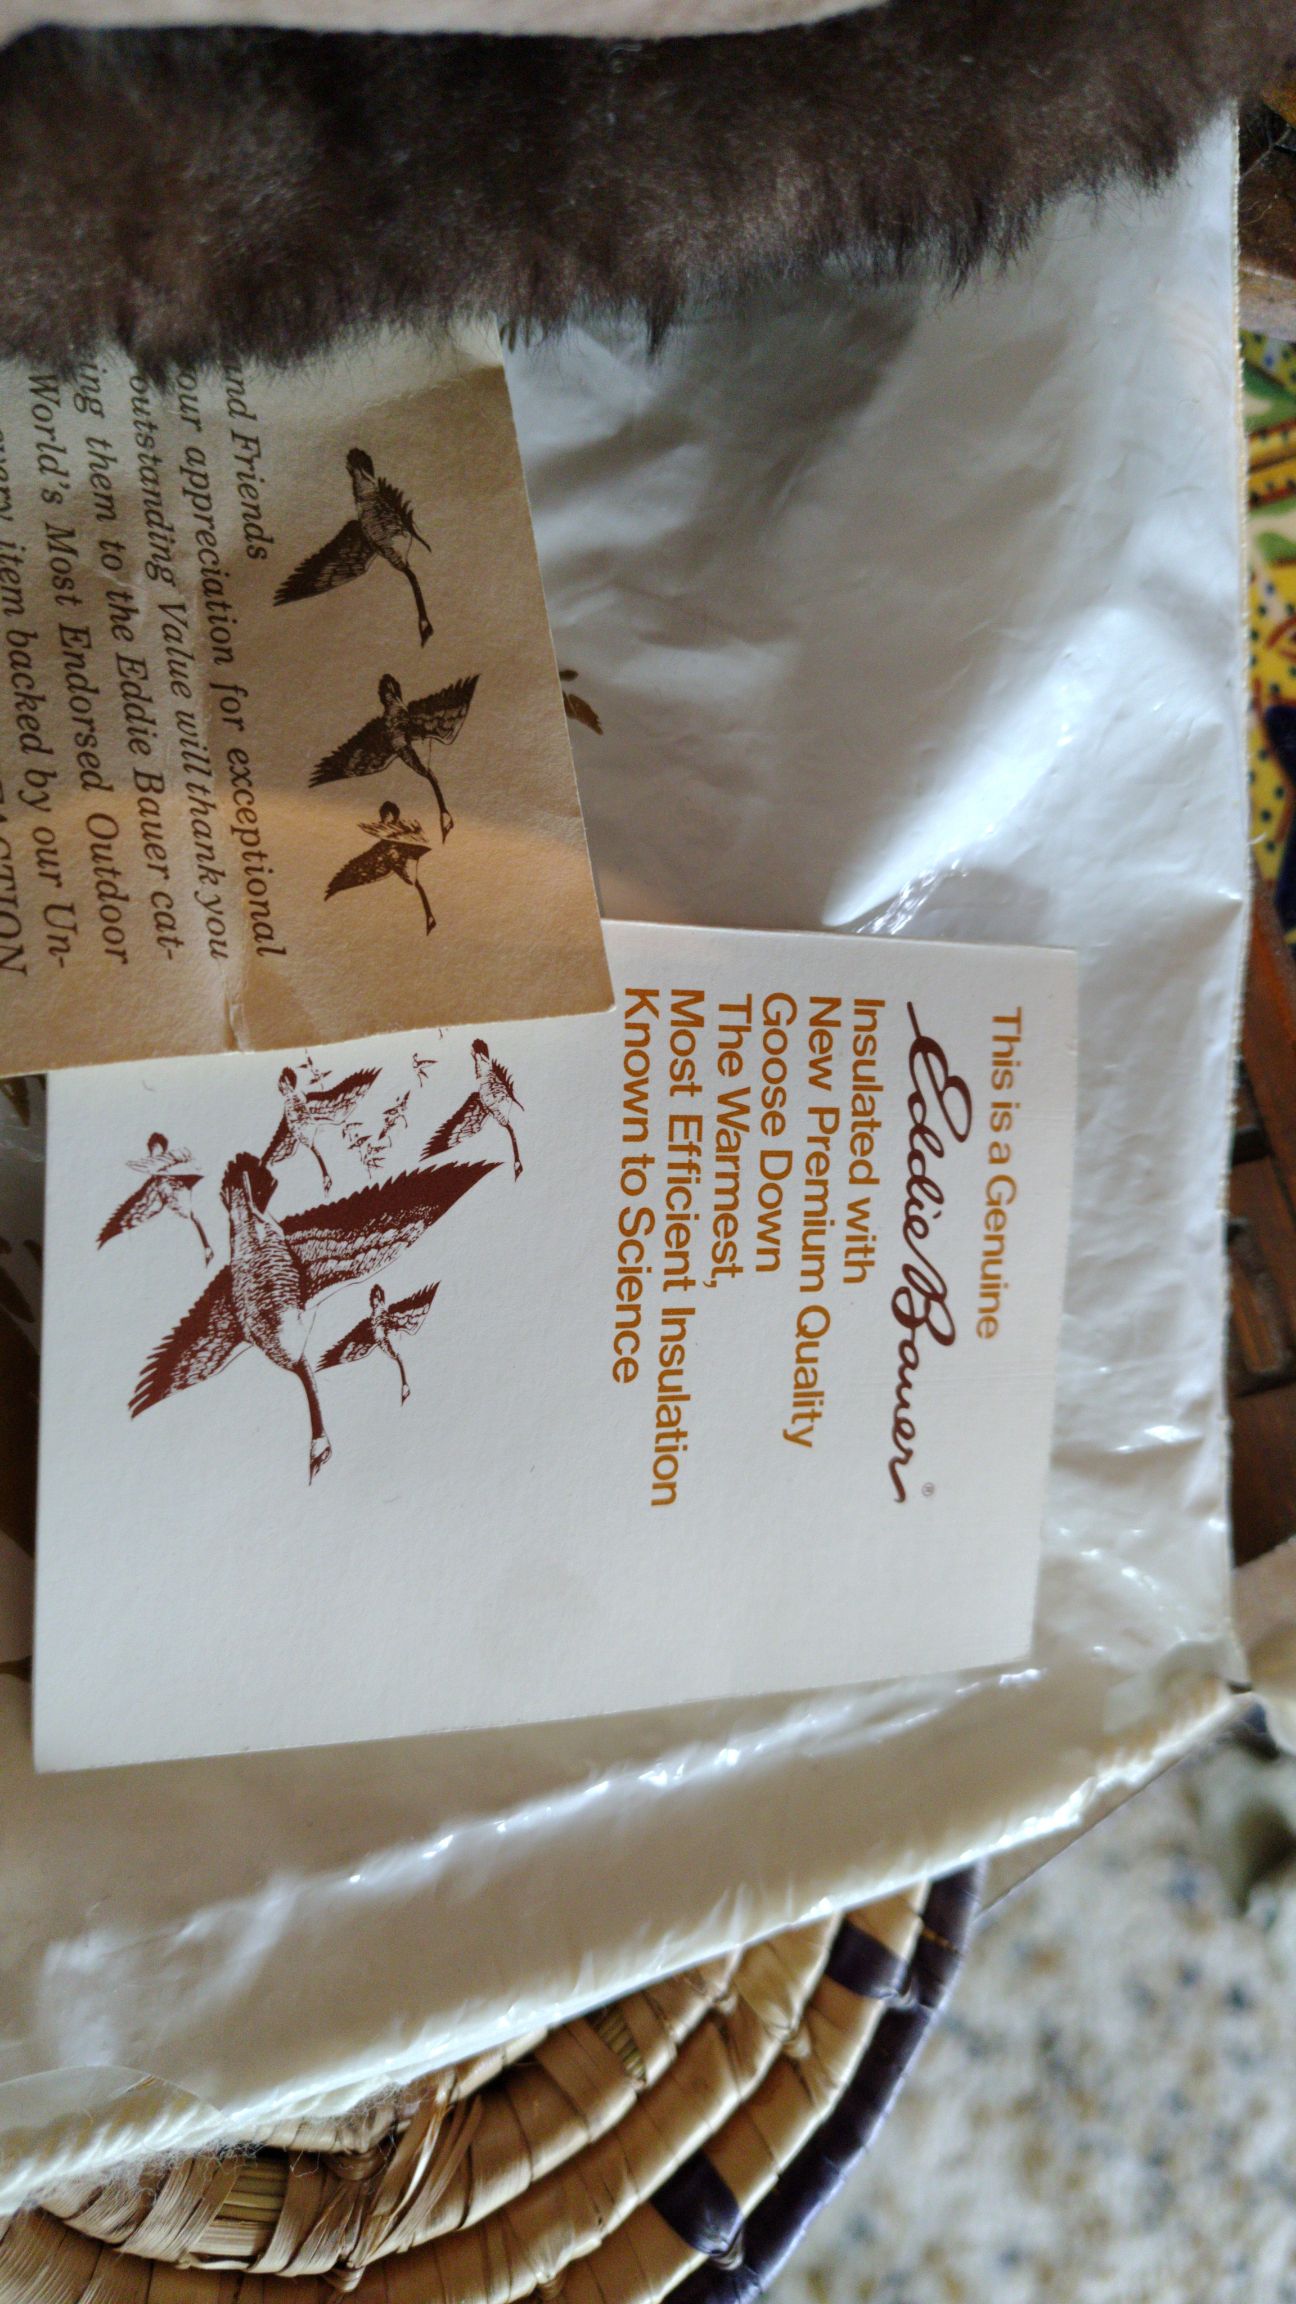 This is a Genuine
Eddie Bauer®
Insulated with
New Premium Quality
Goose Down
The Warmest,
Most Efficient Insulation
Known to Science
Friends
our appreciation for exceptional
outstanding Value will thank you
ing them to the Eddie Bauer cat-
World's Most Endorsed Outdoor
item backed by our Un-